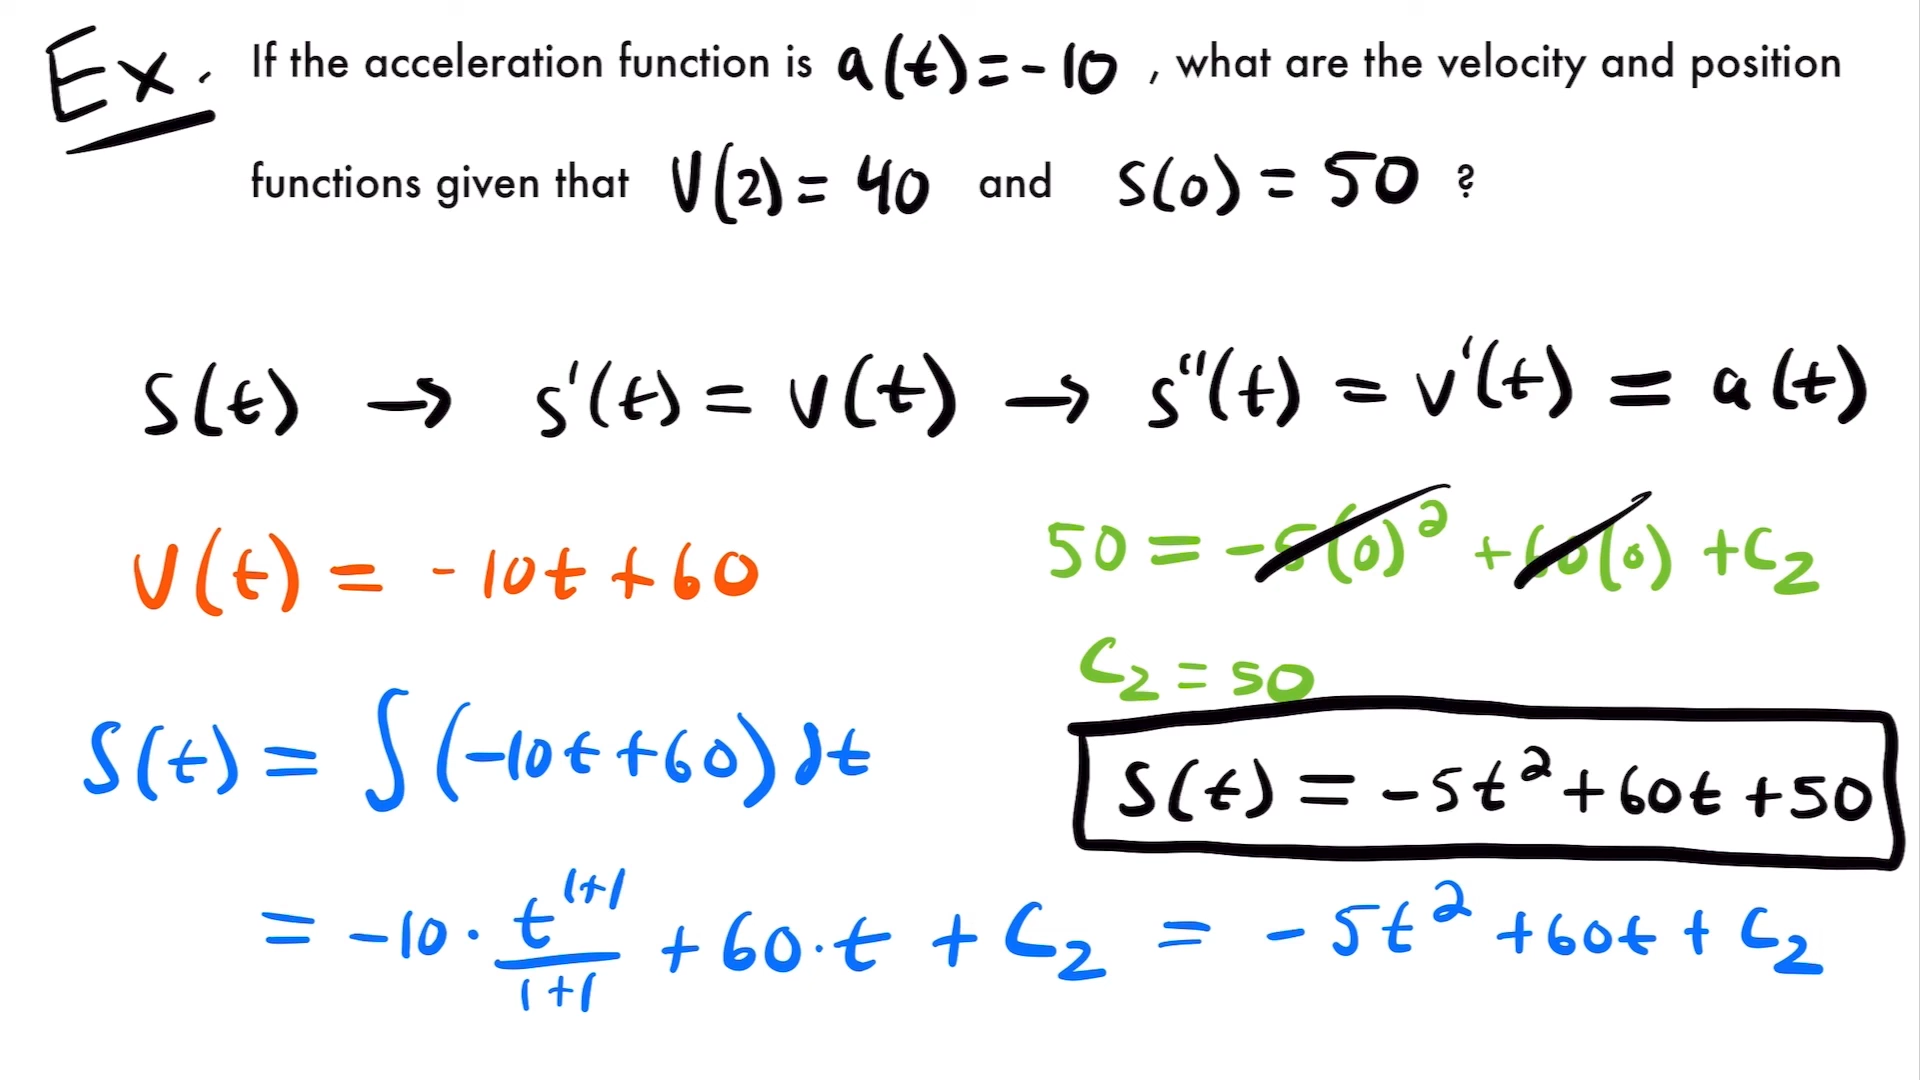 Ex. If the acceleration function is a(t)=-10 , what are the velocity and position
functions given that V(2)=40 and S(0)=50 ?
S(t) → s'(t) = v(t) → s"(t) = v'(t) = a(t)
V(t) = -10t+60
50 = -5(0)² +60(0) +C₂
C₂ = 50
S(t) = ∫(-10t+60)dt
S(t) = -5t²+60t+50
= -10 · t^(1+1)/(1+1) + 60·t + C₂ = -5t² +60t + C₂